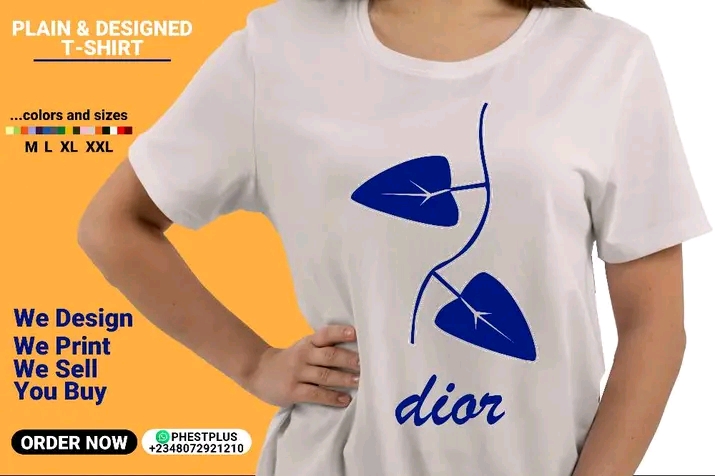 PLAIN & DESIGNED
T-SHIRT
...colors and sizes
M L XL XXL
We Design
We Print
We Sell
You Buy
ORDER NOW
PHESTPLUS
+2348072921210
dior